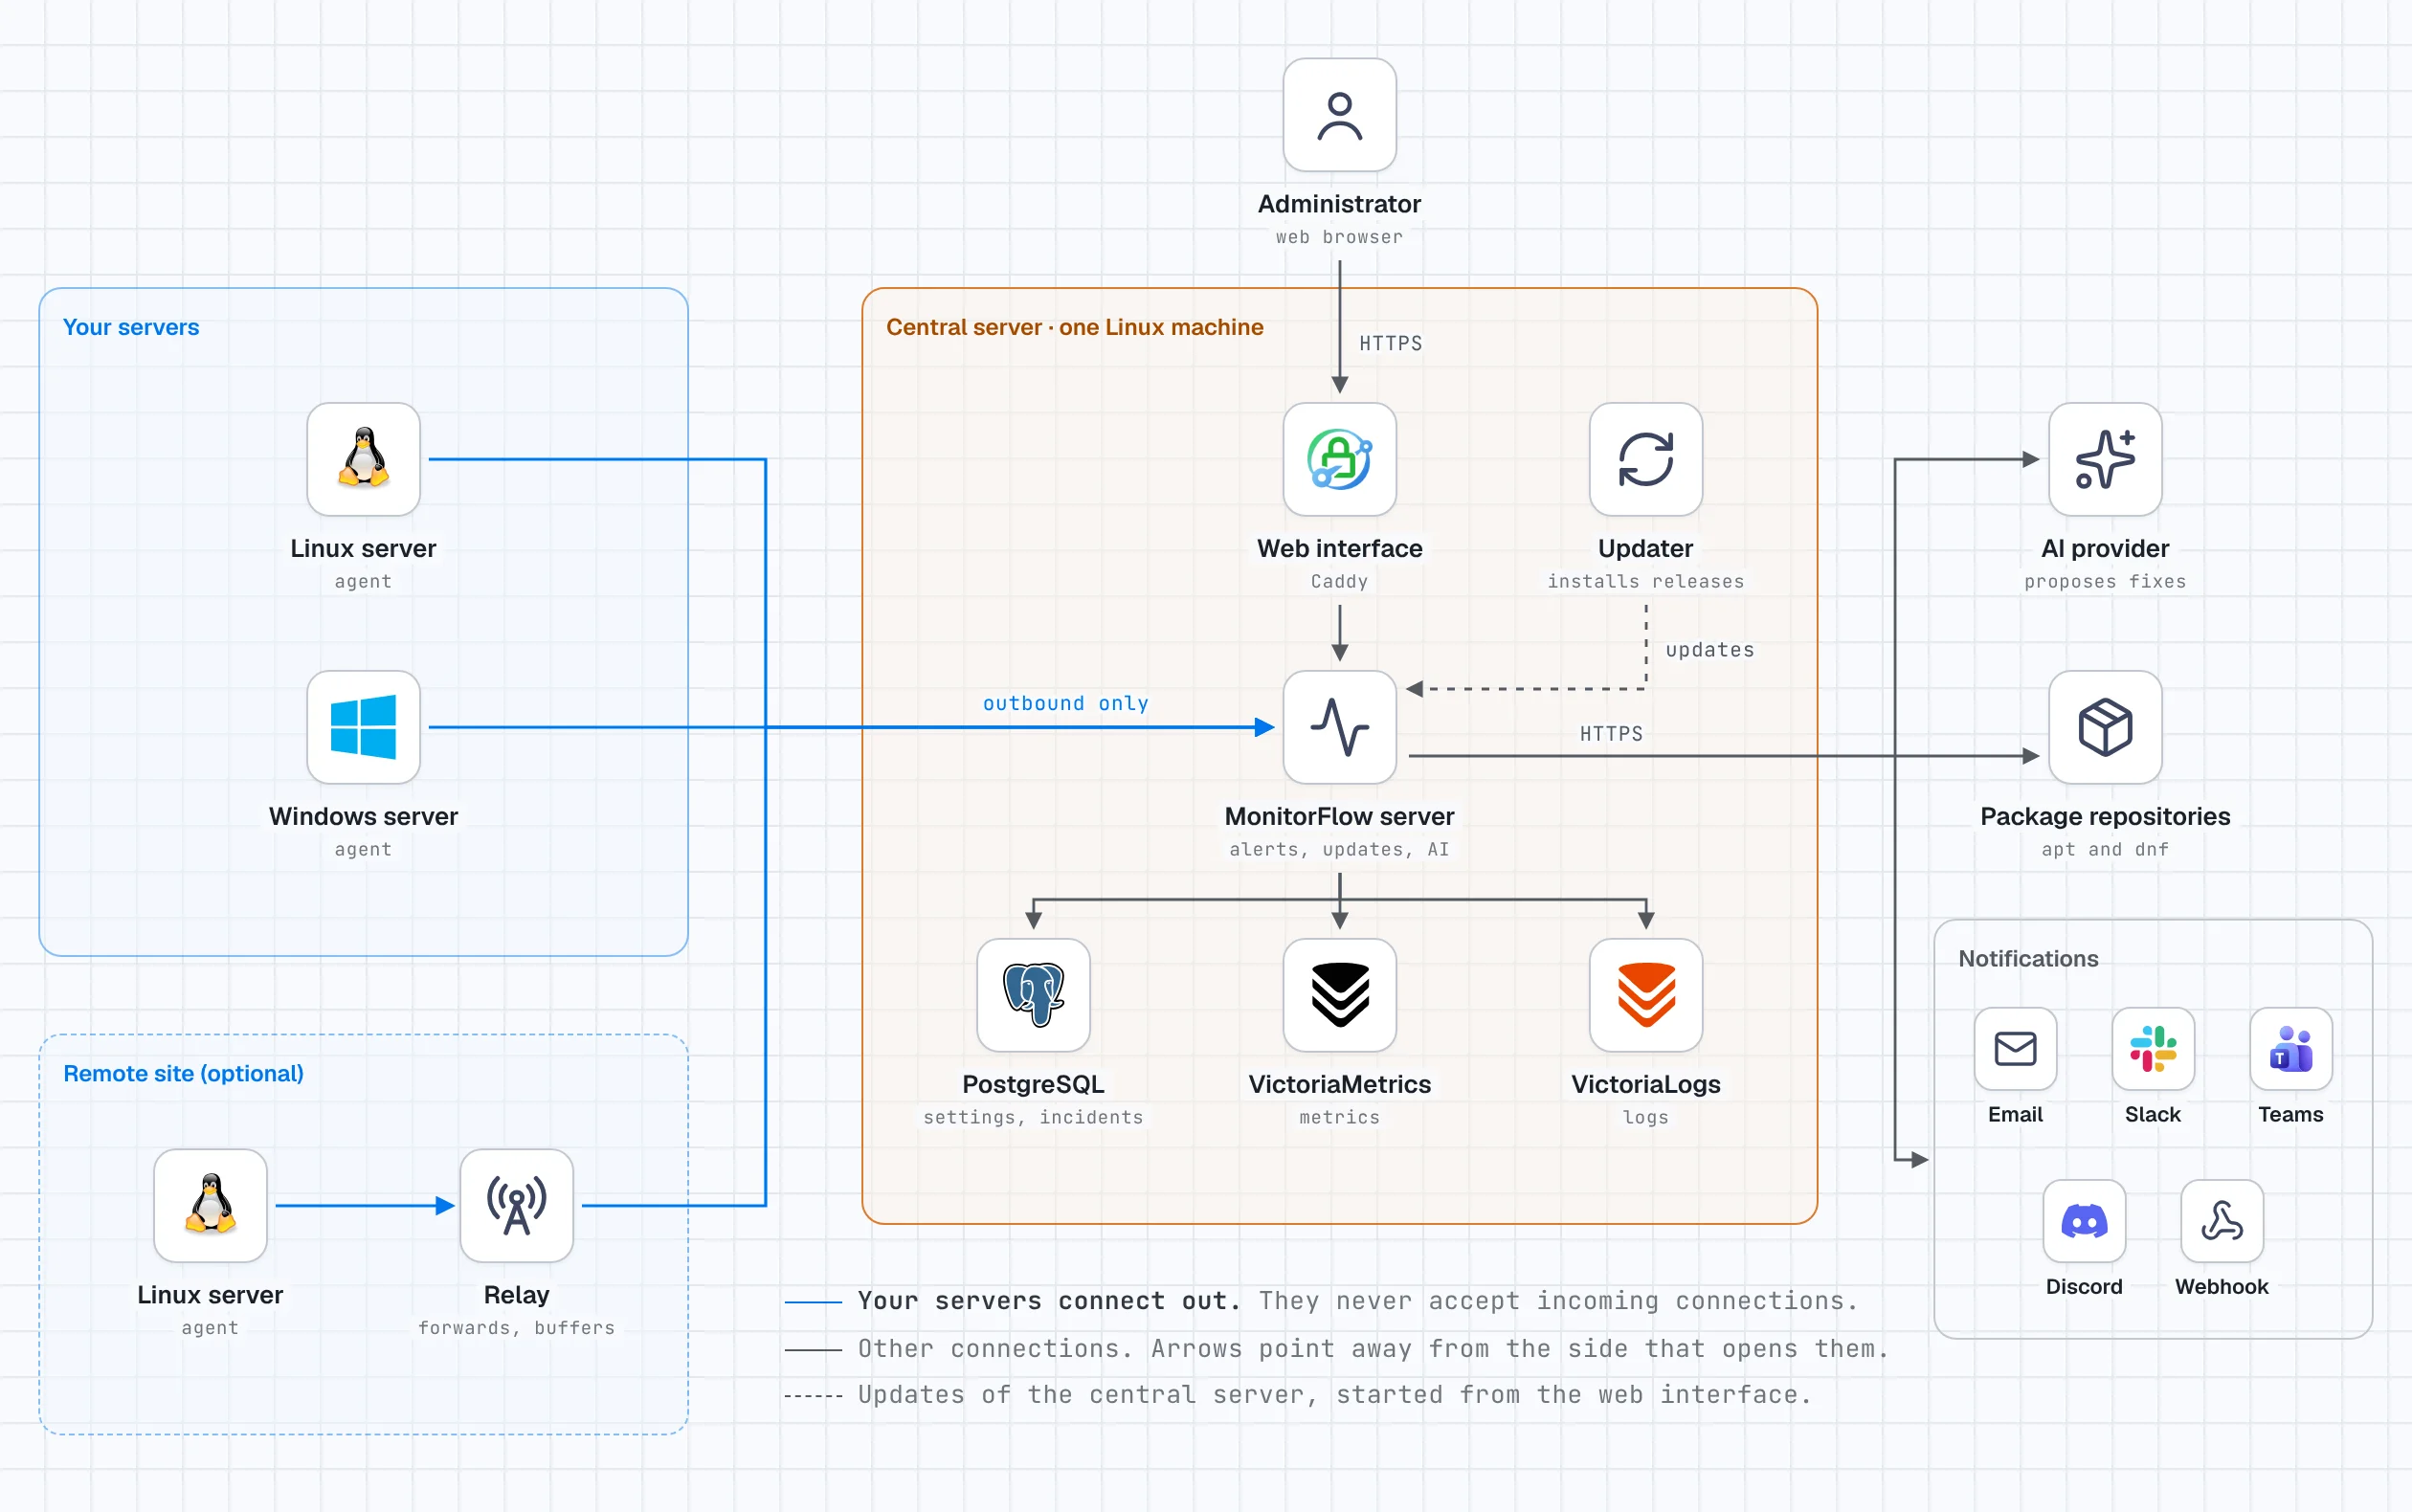 Administrator
web browser
HTTPS
Your servers
Linux server
agent
Windows server
agent
Remote site (optional)
Linux server
agent
Relay
forwards, buffers
outbound only
Central server · one Linux machine
Web interface
Caddy
Updater
installs releases
updates
MonitorFlow server
alerts, updates, AI
HTTPS
PostgreSQL
settings, incidents
VictoriaMetrics
metrics
VictoriaLogs
logs
AI provider
proposes fixes
Package repositories
apt and dnf
Notifications
Email
Slack
T
Teams
Discord
Webhook
Your servers connect out. They never accept incoming connections.
Other connections. Arrows point away from the side that opens them.
Updates of the central server, started from the web interface.